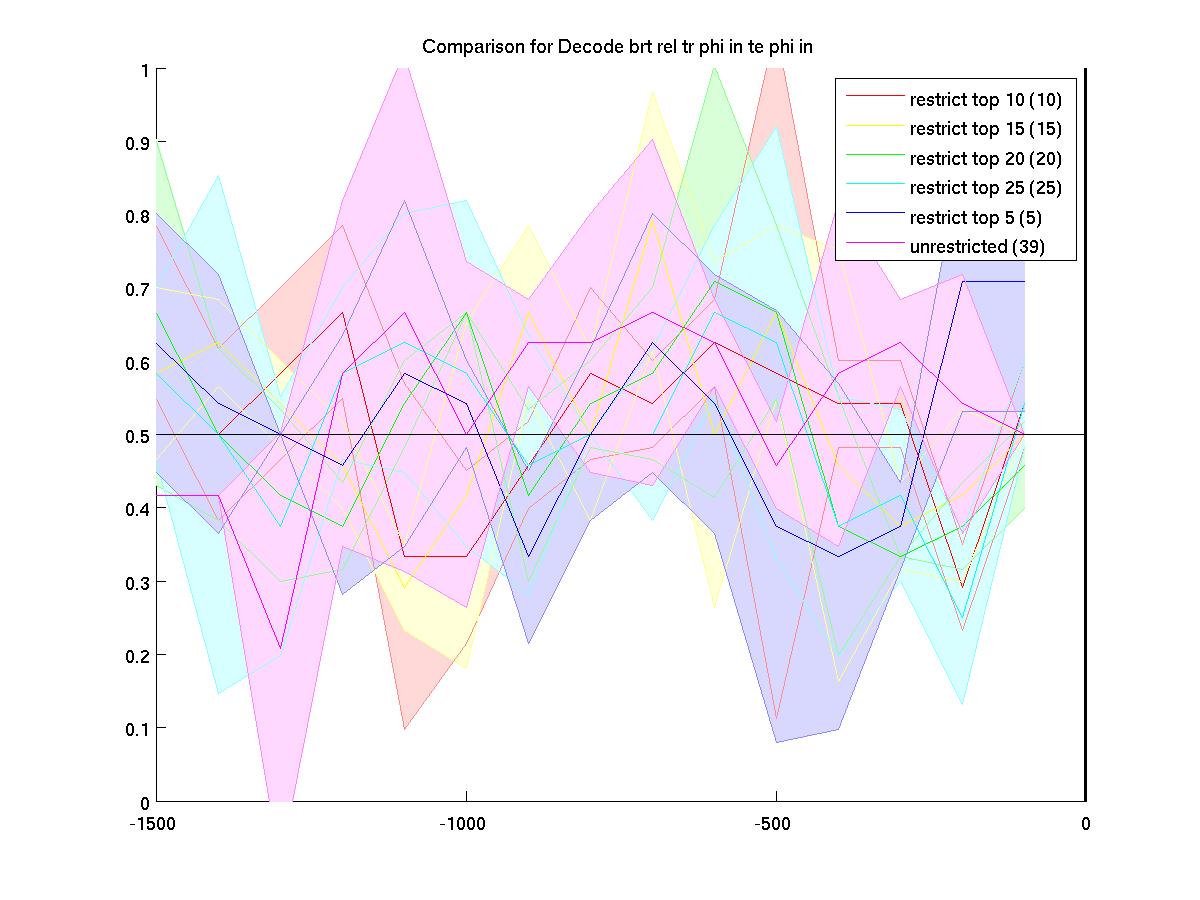 Comparison for Decode brt rel tr phi in te phi in
1
0.9
0.8
0.7
0.6
0.5
0.4
0.3
0.2
0.1
0
-1500
-1000
-500
0
restrict top 10 (10)
restrict top 15 (15)
restrict top 20 (20)
restrict top 25 (25)
restrict top 5 (5)
unrestricted (39)